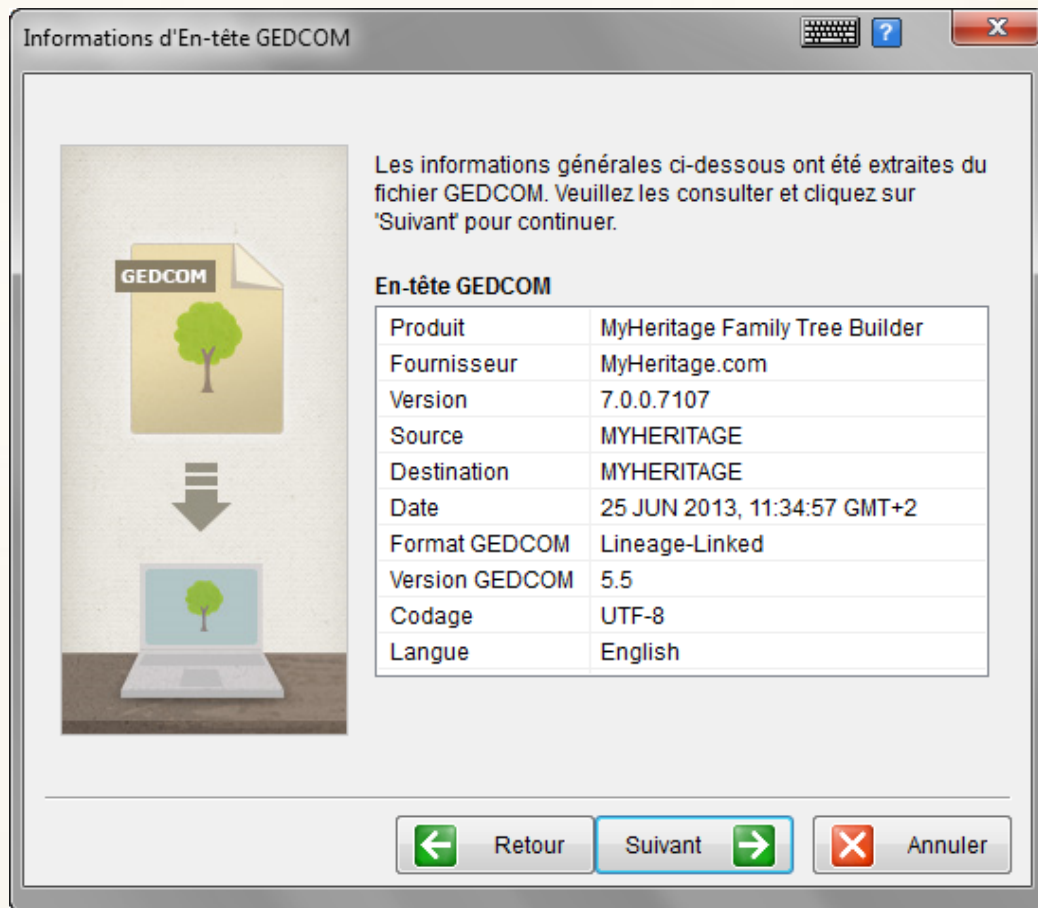 Informations d'En-tête GEDCOM
?
X
GEDCOM
Les informations générales ci-dessous ont été extraites du
fichier GEDCOM. Veuillez les consulter et cliquez sur
'Suivant' pour continuer.
En-tête GEDCOM
Produit MyHeritage Family Tree Builder
Fournisseur MyHeritage.com
Version 7.0.0.7107
Source MYHERITAGE
Destination MYHERITAGE
Date 25 JUN 2013, 11:34:57 GMT+2
Format GEDCOM Lineage-Linked
Version GEDCOM 5.5
Codage UTF-8
Langue English
Retour Suivant Annuler